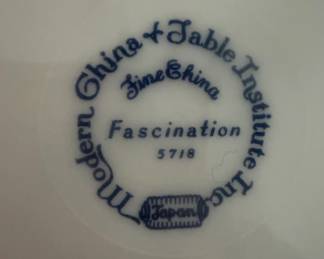 Modern China & Table Institute Inc.
Fine China
Fascination
5718
Japan